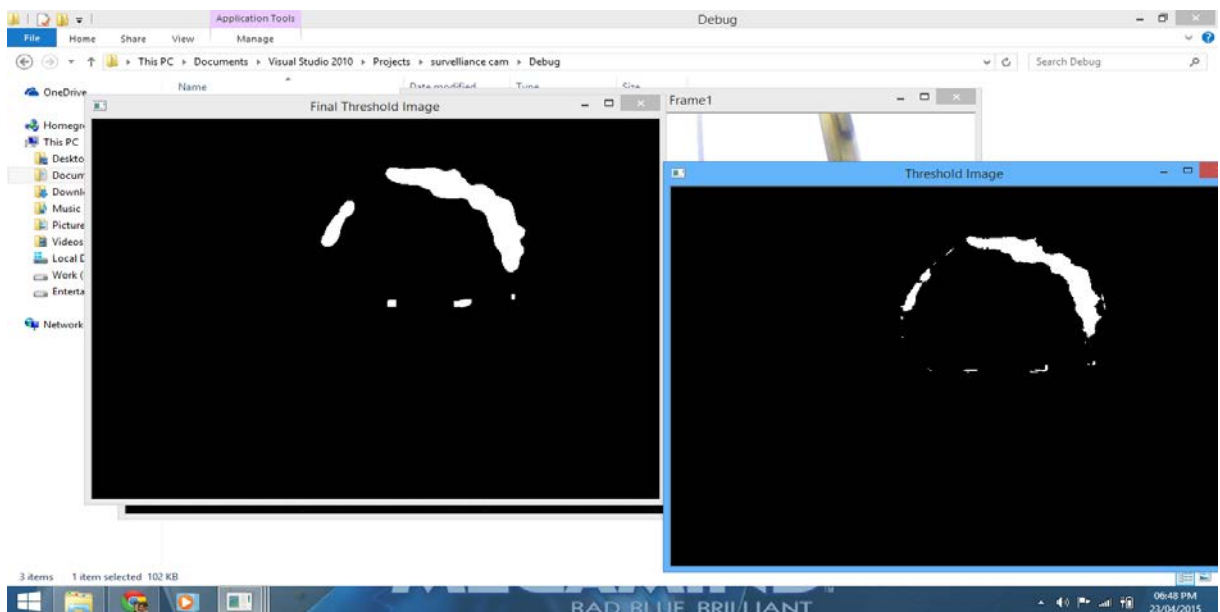 Application Tools
Debug
File Home Share View Manage
This PC Documents Visual Studio 2010 Projects survelliance cam Debug
Search Debug
Name Date modified Type Size
OneDrive
Final Threshold Image
Frame1
Homegr
This PC
Deskto
Docum
Downl
Music
Picture
Videos
Local D
Work (
Enterta
Network
Threshold Image
3 items 1 item selected 102 KB
MEGAMIND
BAD. BLUE. BRILLIANT
06:48 PM
23/04/2015